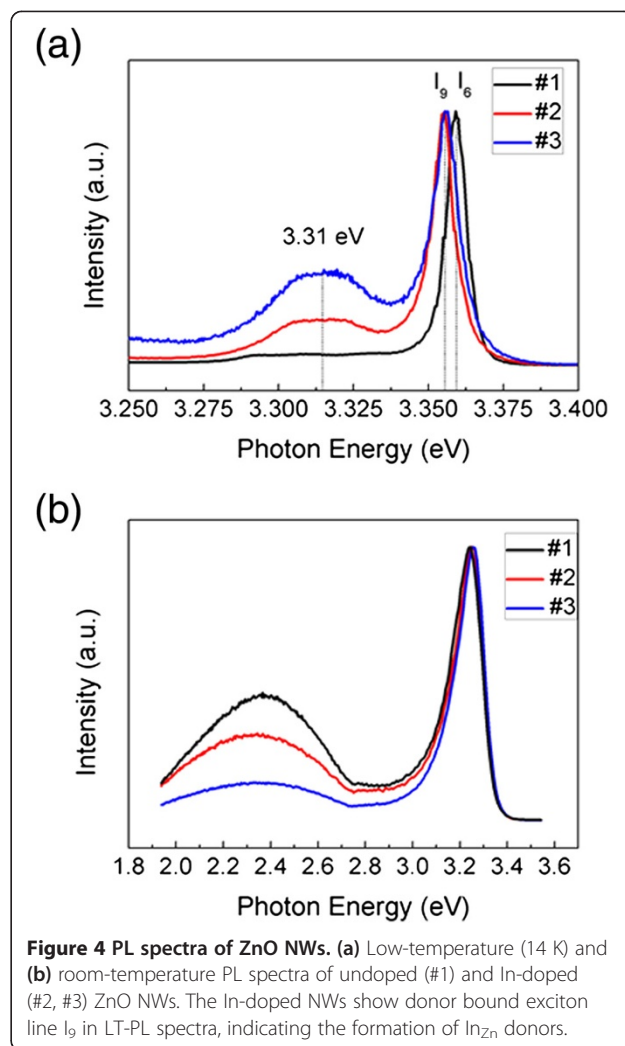 (a)
I₉ I₆
#1
#2
#3
3.31 eV
Intensity (a.u.)
3.250 3.275 3.300 3.325 3.350 3.375 3.400
Photon Energy (eV)
(b)
#1
#2
#3
Intensity (a.u.)
1.8 2.0 2.2 2.4 2.6 2.8 3.0 3.2 3.4 3.6
Photon Energy (eV)
Figure 4 PL spectra of ZnO NWs. (a) Low-temperature (14 K) and
(b) room-temperature PL spectra of undoped (#1) and In-doped
(#2, #3) ZnO NWs. The In-doped NWs show donor bound exciton
line I₉ in LT-PL spectra, indicating the formation of In_Zn donors.